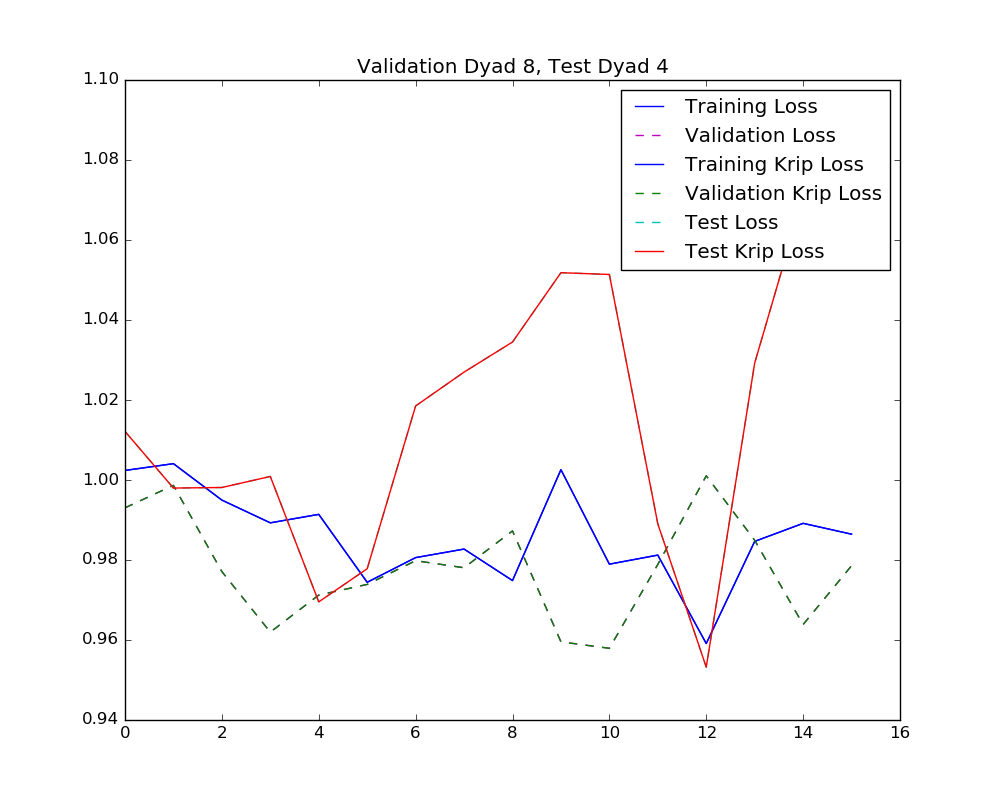 Validation Dyad 8, Test Dyad 4
1.10
1.08
1.06
1.04
1.02
1.00
0.98
0.96
0.94
0 2 4 6 8 10 12 14 16
Training Loss
Validation Loss
Training Krip Loss
Validation Krip Loss
Test Loss
Test Krip Loss